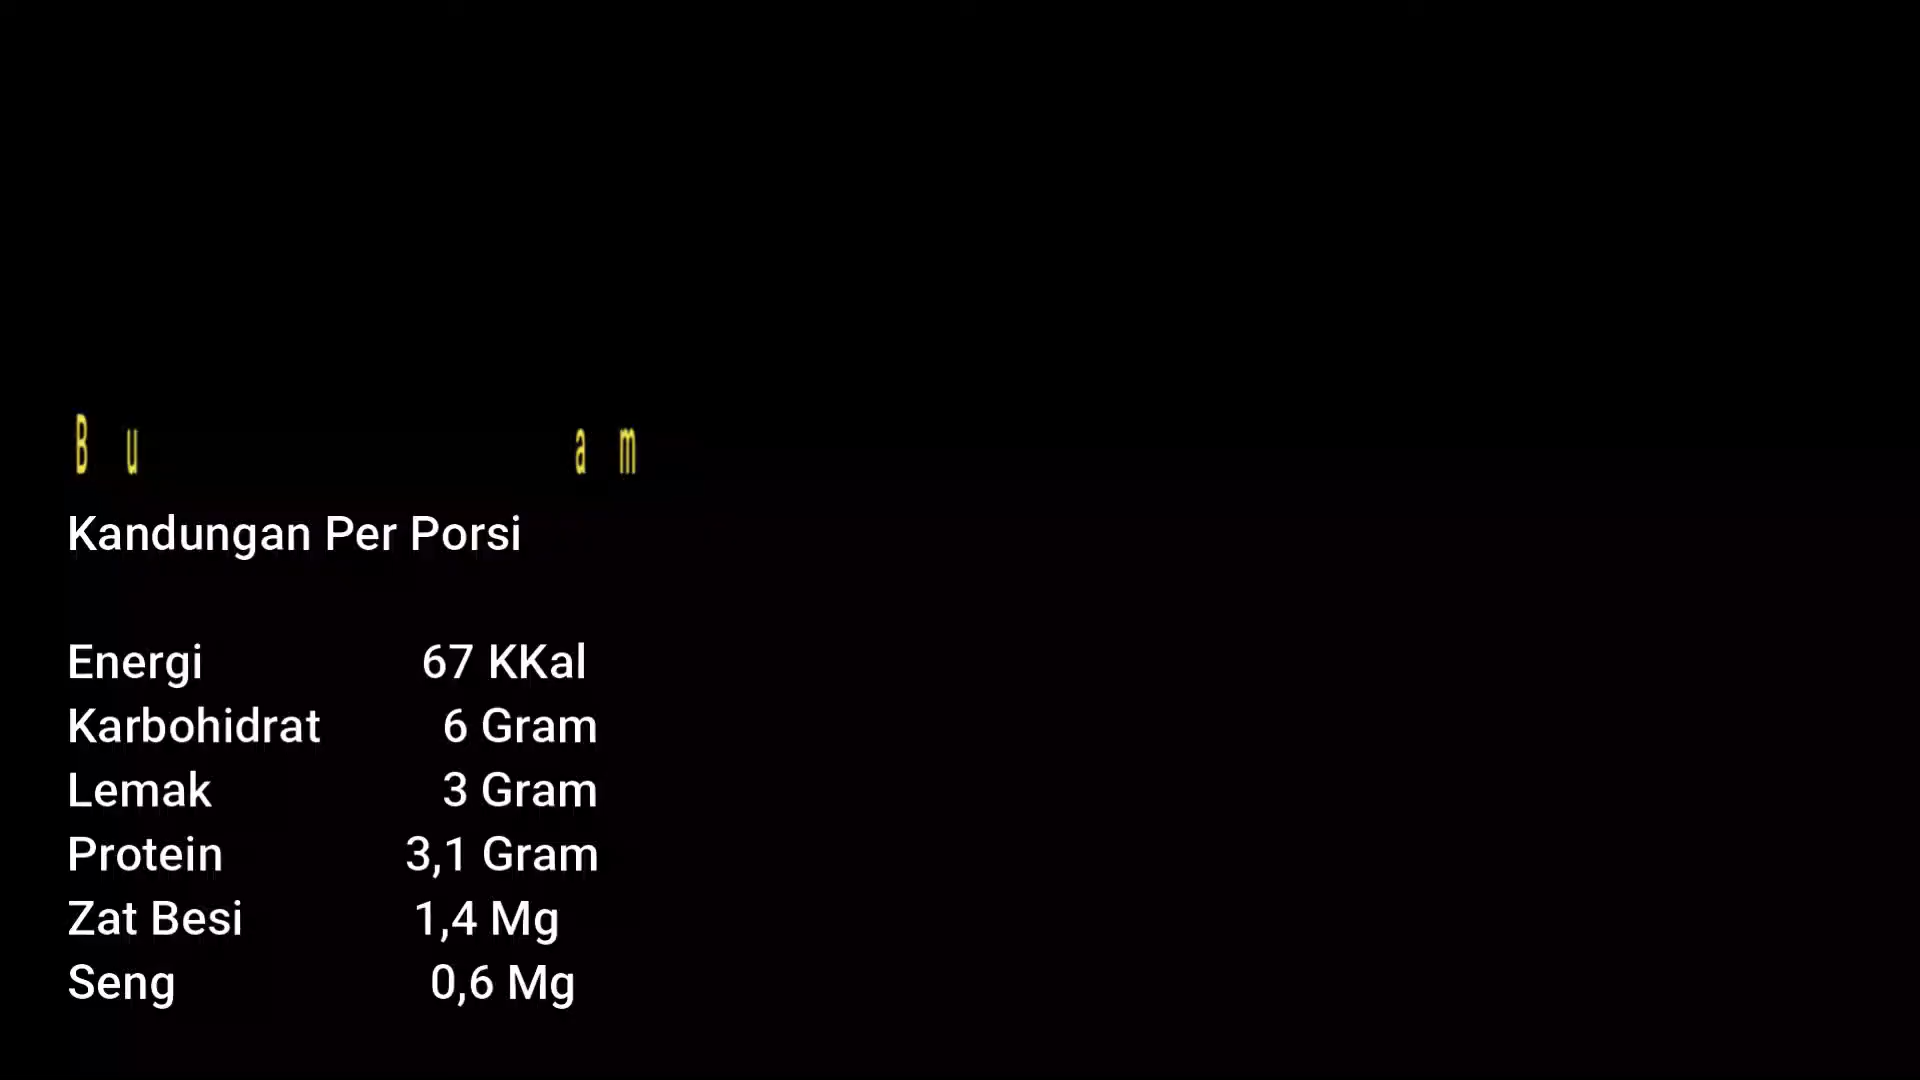 B u a m
Kandungan Per Porsi
Energi 67 KKal
Karbohidrat 6 Gram
Lemak 3 Gram
Protein 3,1 Gram
Zat Besi 1,4 Mg
Seng 0,6 Mg